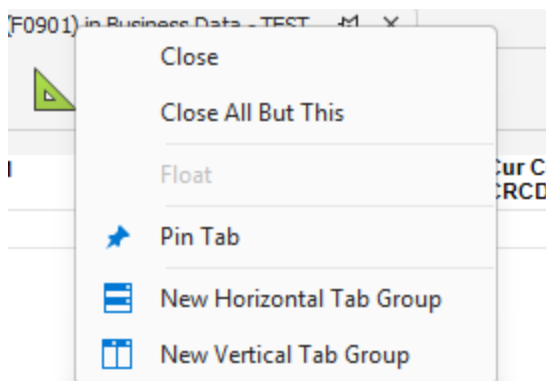 (F0901) in Business Data - TEST
Close
Close All But This
Float
Cur C
CRCD
Pin Tab
New Horizontal Tab Group
New Vertical Tab Group